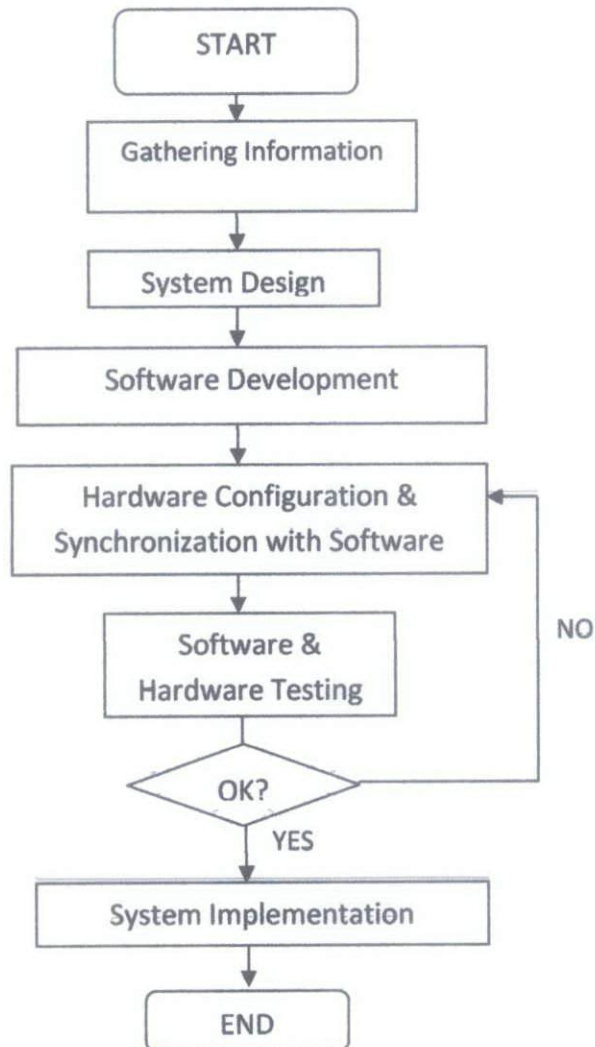 START
Gathering Information
System Design
Software Development
Hardware Configuration &
Synchronization with Software
Software &
Hardware Testing
NO
OK?
YES
System Implementation
END